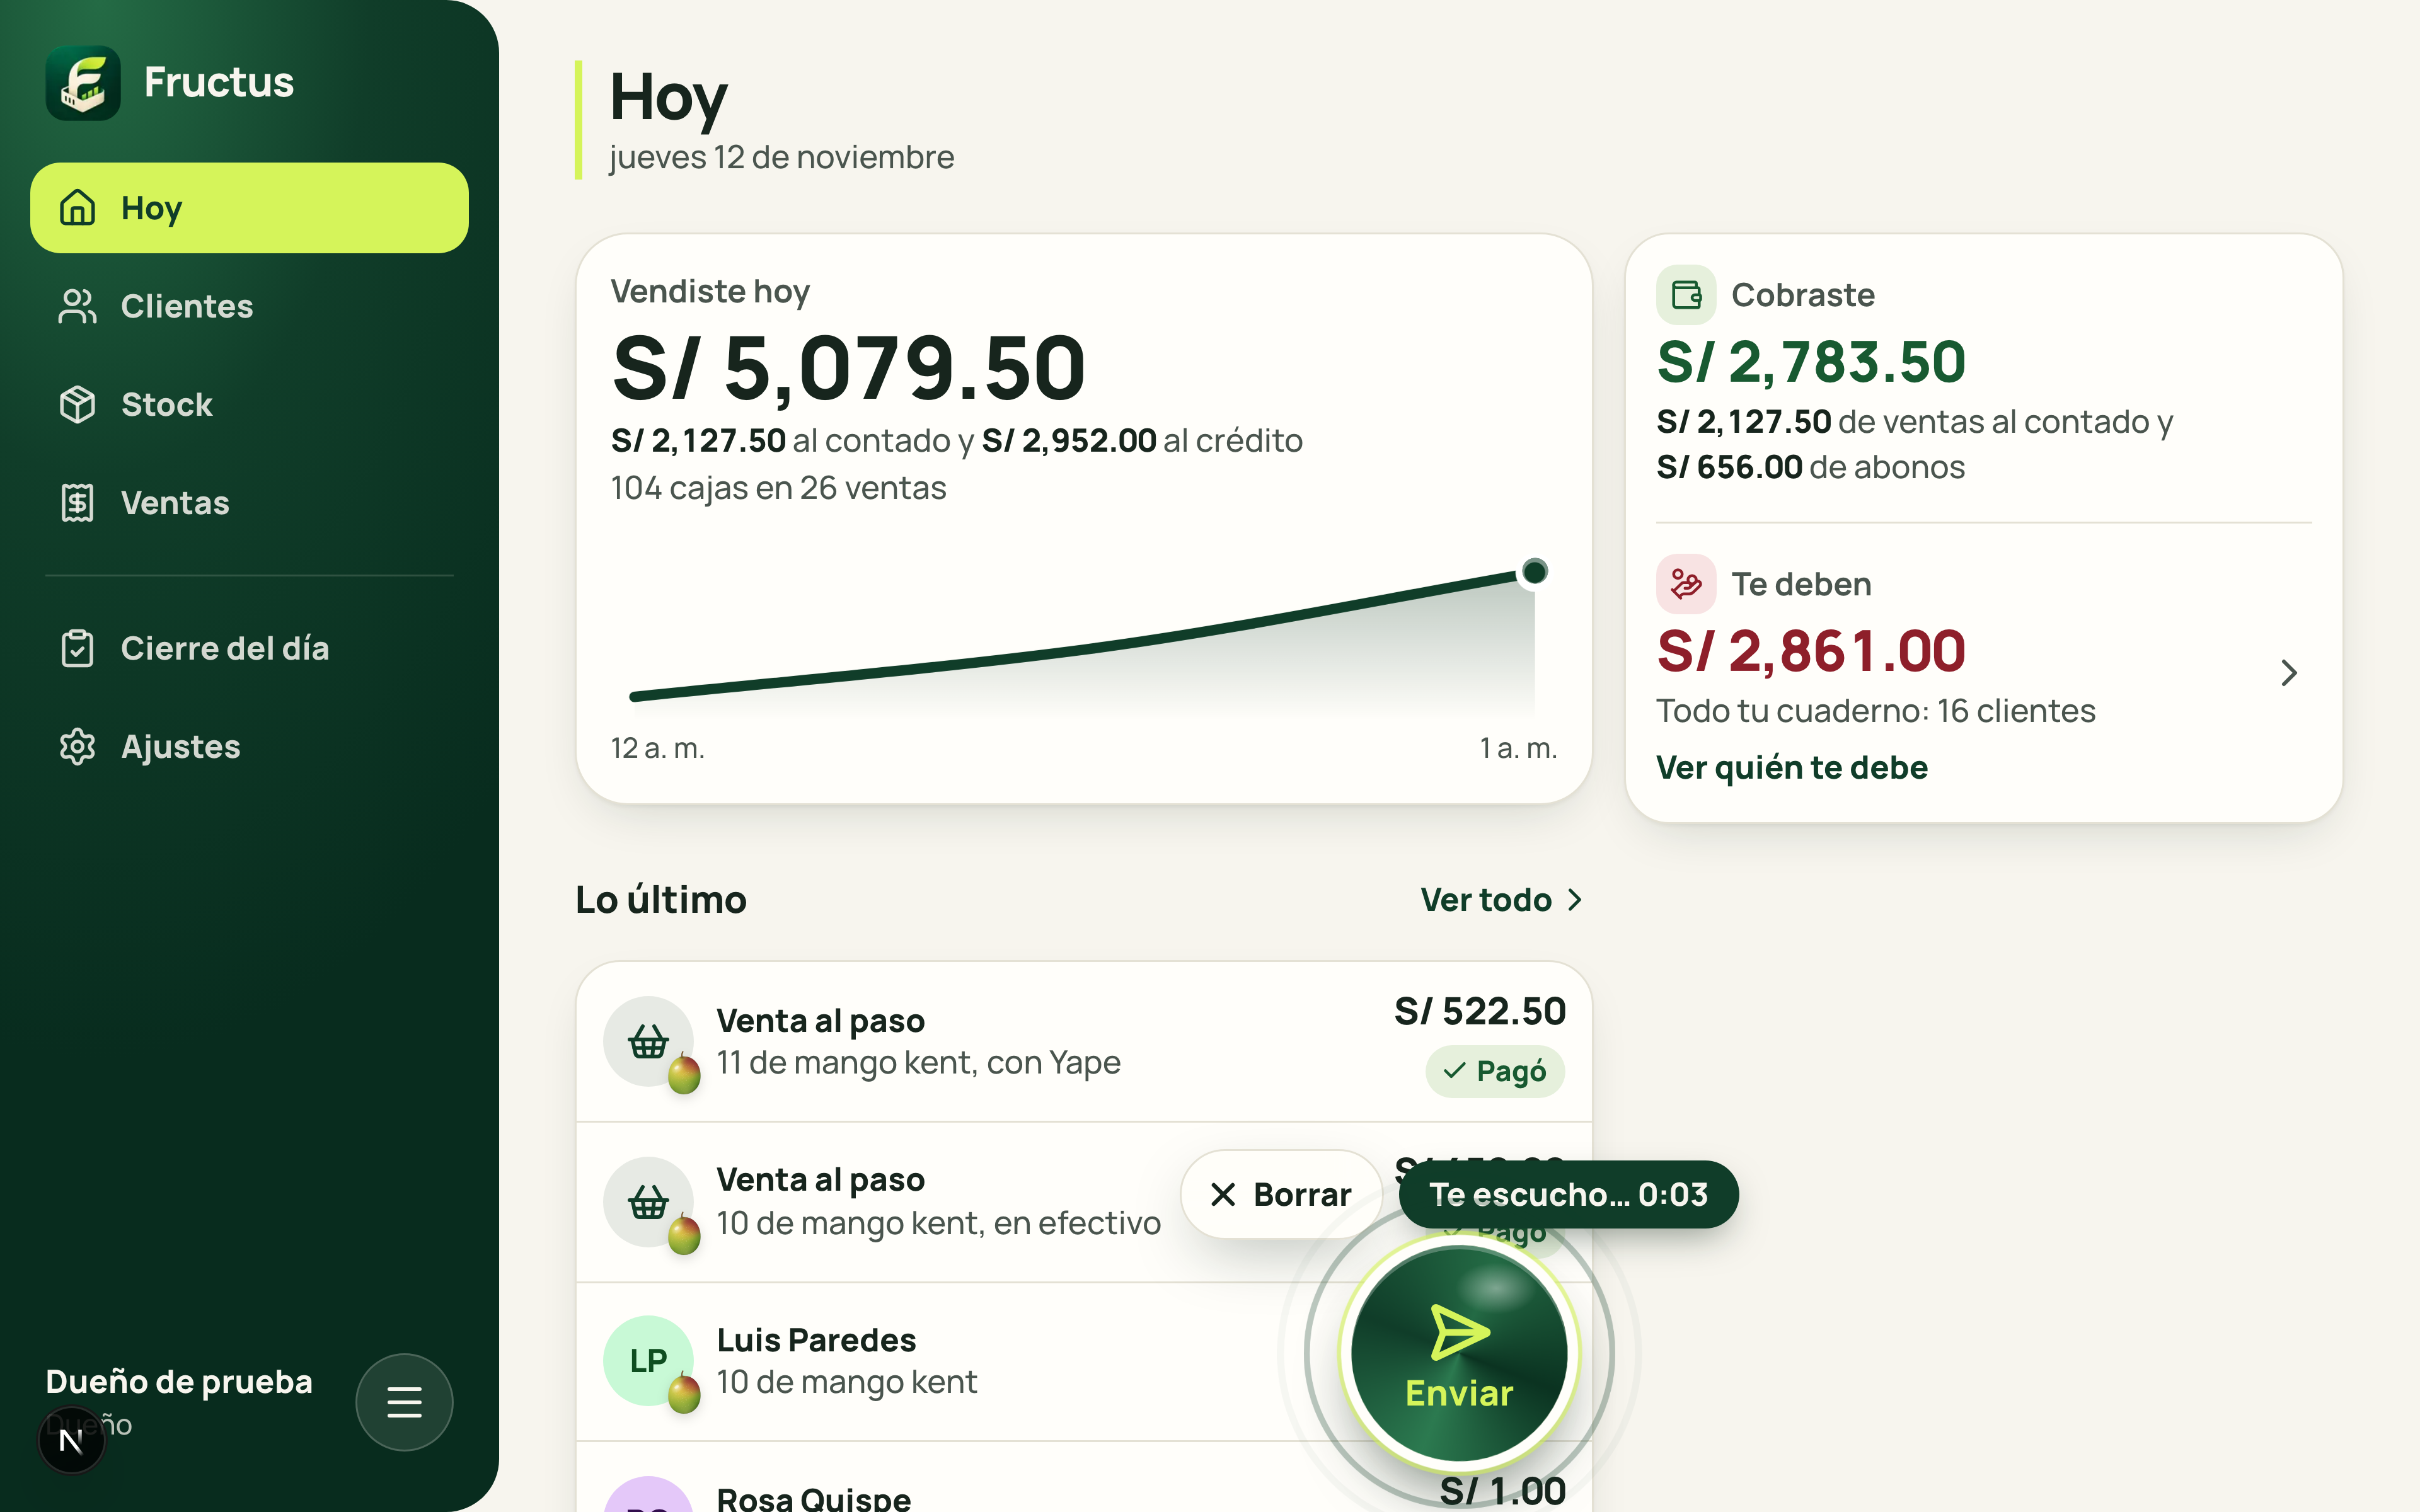 Fructus
Hoy
Clientes
Stock
Ventas
Cierre del día
Ajustes
Dueño de prueba
Dueño
N
Hoy
jueves 12 de noviembre
Vendiste hoy
S/ 5,079.50
S/ 2,127.50 al contado y S/ 2,952.00 al crédito
104 cajas en 26 ventas
12 a. m.
1 a. m.
Cobraste
S/ 2,783.50
S/ 2,127.50 de ventas al contado y
S/ 656.00 de abonos
Te deben
S/ 2,861.00
Todo tu cuaderno: 16 clientes
Ver quién te debe
Lo último
Ver todo
Venta al paso
11 de mango kent, con Yape
S/ 522.50
Pagó
Venta al paso
10 de mango kent, en efectivo
Pagó
Borrar
Te escucho... 0:03
Luis Paredes
LP
10 de mango kent
Enviar
Rosa Quispe
S/ 1.00